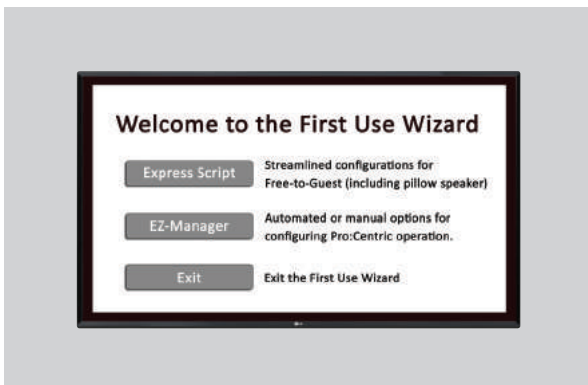 Welcome to the First Use Wizard
Express Script
Streamlined configurations for
Free-to-Guest (including pillow speaker)
EZ-Manager
Automated or manual options for
configuring Pro:Centric operation.
Exit
Exit the First Use Wizard